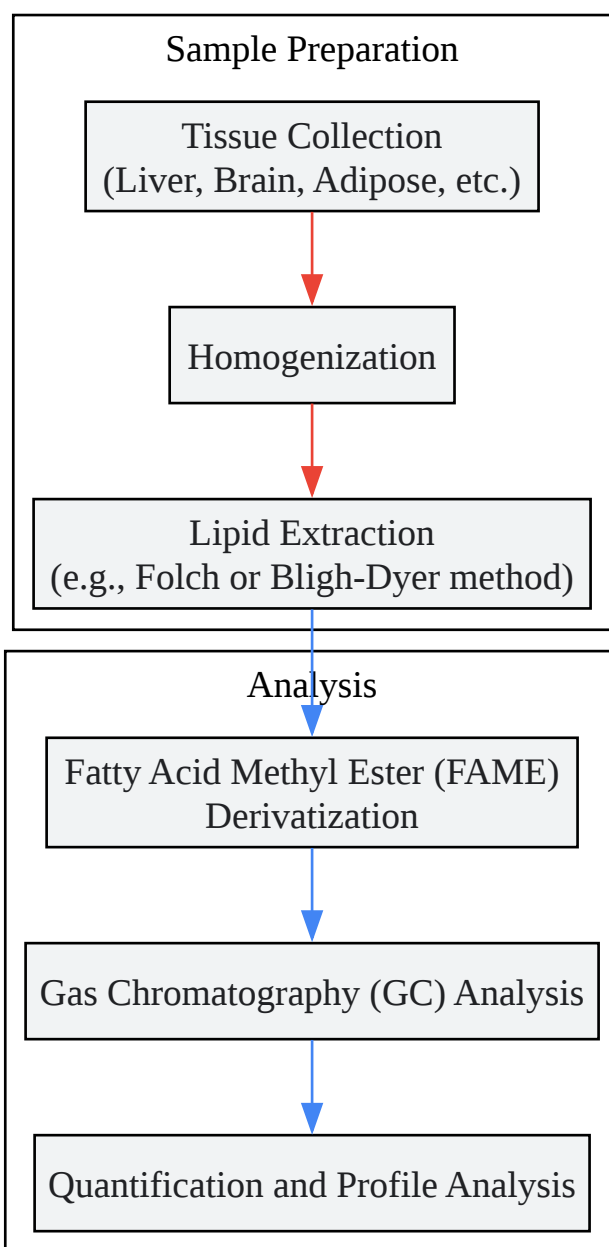 Sample Preparation
Tissue Collection
(Liver, Brain, Adipose, etc.)
Homogenization
Lipid Extraction
(e.g., Folch or Bligh-Dyer method)
Analysis
Fatty Acid Methyl Ester (FAME)
Derivatization
Gas Chromatography (GC) Analysis
Quantification and Profile Analysis